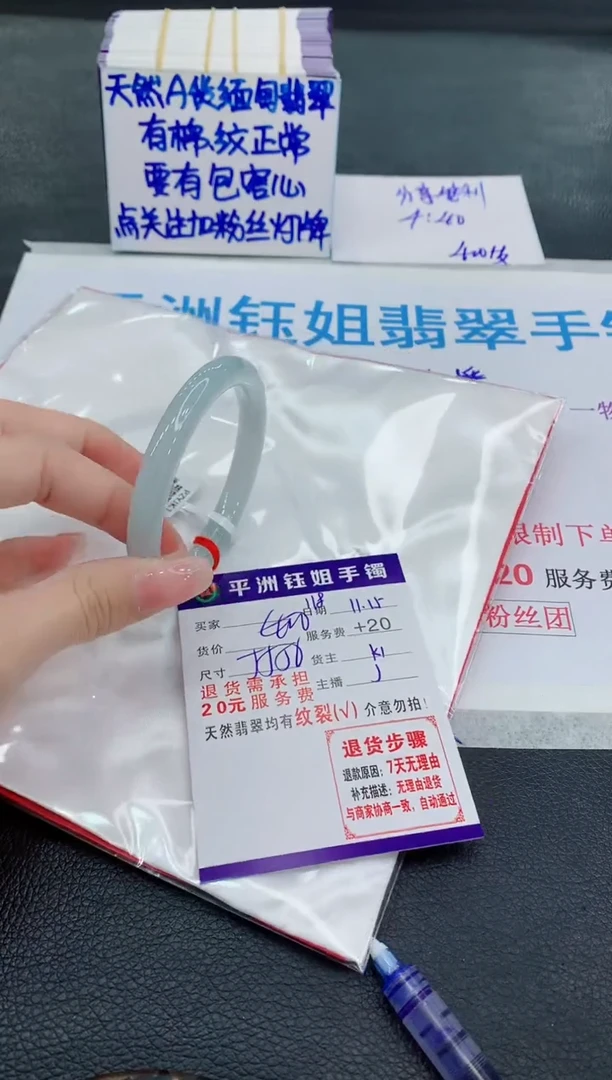 天然A货缅甸翡翠
有棉纹正常
要有包容心
点关注加粉丝灯牌
平洲钰姐翡翠手
限制下单
20 服务费
粉丝团
平洲钰姐手镯
买家
日期 11.15
货价
服务费 +20
尺寸
货主 K1
退货需承担
20元服务费
主播
天然翡翠均有纹裂(√) 介意勿拍!
退货步骤
退款原因: 7天无理由
补充描述: 无理由退货
与商家协商一致，自动通过